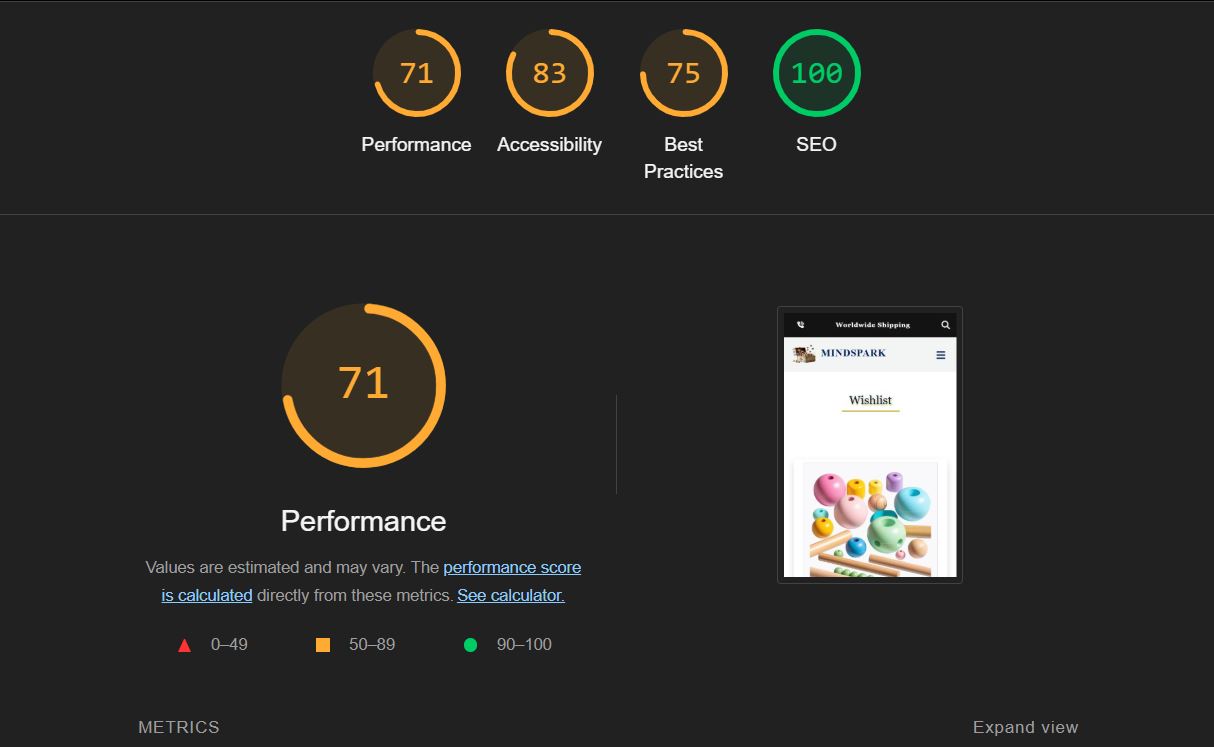 71
83
75
100
Performance
Accessibility
Best
Practices
SEO
71
Performance
Values are estimated and may vary. The performance score
is calculated directly from these metrics. See calculator.
0–49
50–89
90–100
Worldwide Shipping
MINDSPARK
Wishlist
METRICS
Expand view